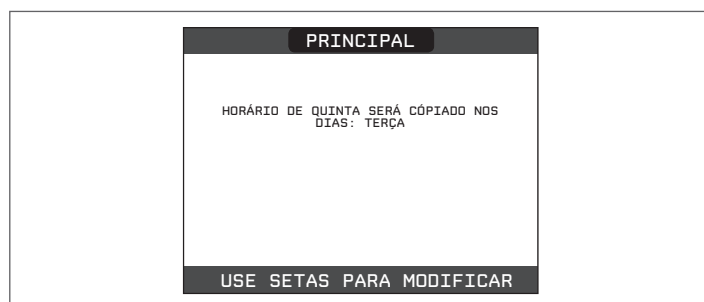 PRINCIPAL
HORÁRIO DE QUINTA SERÁ CÓPIADO NOS
DIAS: TERÇA
USE SETAS PARA MODIFICAR